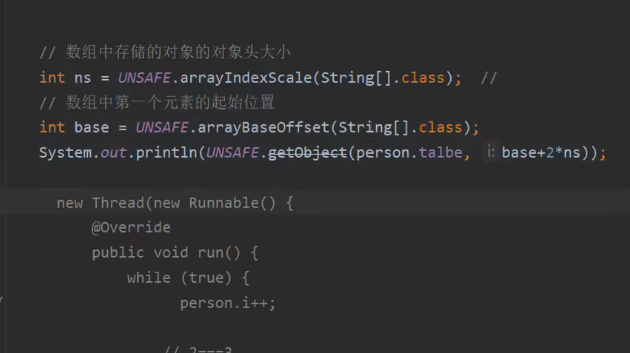 // 数组中存储的对象的对象头大小
int ns = UNSAFE.arrayIndexScale(String[].class);  //
// 数组中第一个元素的起始位置
int base = UNSAFE.arrayBaseOffset(String[].class);
System.out.println(UNSAFE.getObject(person.talbe, i: base+2*ns));
new Thread(new Runnable() {
@Override
public void run() {
while (true) {
person.i++;
// 2===3